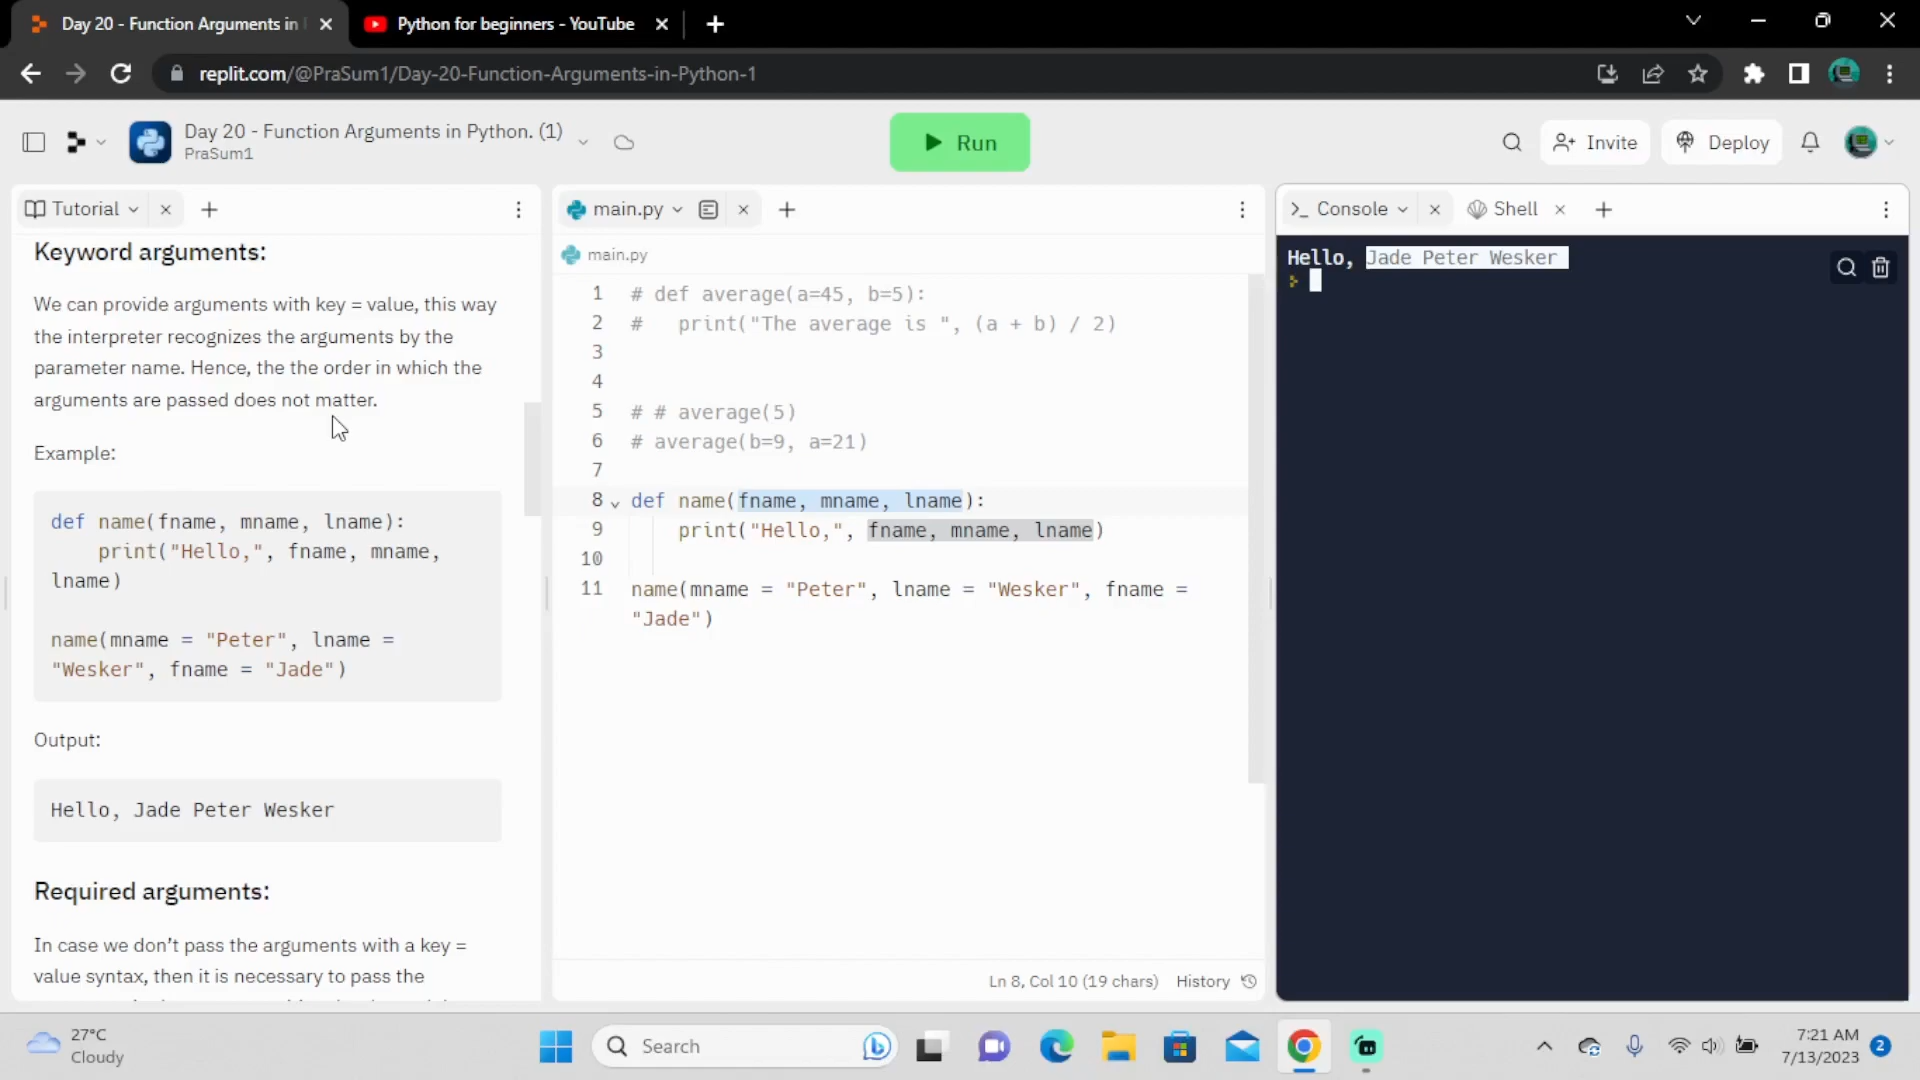 Day 20 - Function Arguments in
Python for beginners - YouTube
replit.com/@PraSum1/Day-20-Function-Arguments-in-Python-1
Day 20 - Function Arguments in Python. (1)
PraSum1
Run
Invite
Deploy
Tutorial
Keyword arguments:
We can provide arguments with key = value, this way
the interpreter recognizes the arguments by the
parameter name. Hence, the the order in which the
arguments are passed does not matter.
Example:
def name(fname, mname, lname):
print("Hello,", fname, mname,
lname)
name(mname = "Peter", lname =
"Wesker", fname = "Jade")
Output:
Hello, Jade Peter Wesker
Required arguments:
In case we don't pass the arguments with a key =
value syntax, then it is necessary to pass the
main.py
main.py
1 # def average(a=45, b=5):
2 #   print("The average is ", (a + b) / 2)
3
4
5 # # average(5)
6 # average(b=9, a=21)
7
8 def name(fname, mname, lname):
9 print("Hello,", fname, mname, lname)
10
11 name(mname = "Peter", lname = "Wesker", fname =
"Jade")
Ln 8, Col 10 (19 chars) History
>_ Console
Shell
Hello, Jade Peter Wesker
27°C
Cloudy
Search
7:21 AM
7/13/2023
2